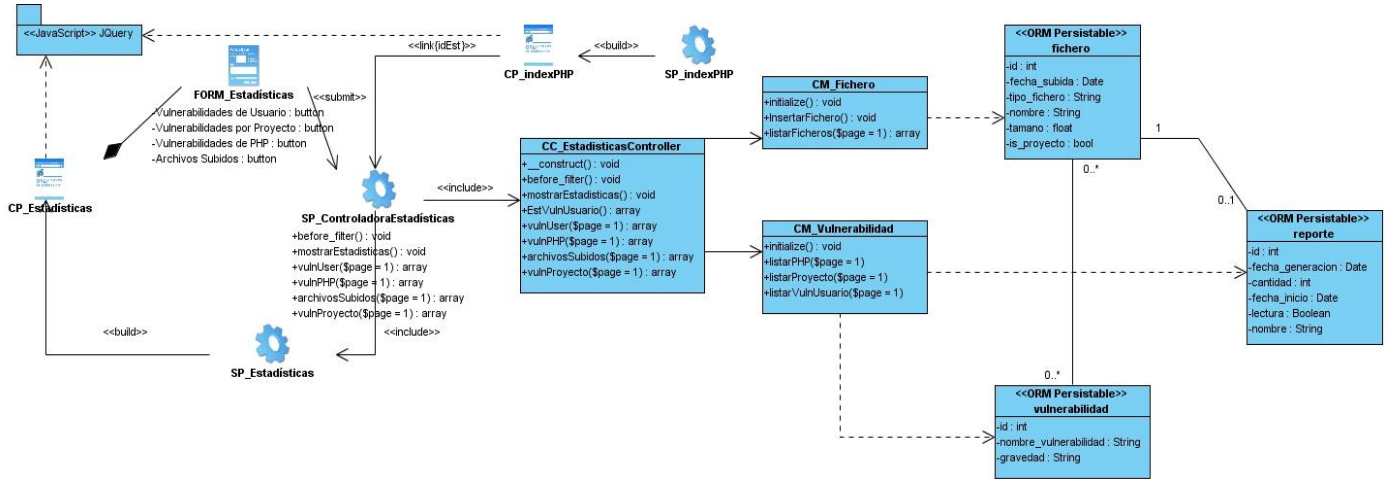 <<JavaScript>> JQuery
<<link{idEst}>>
CP_indexPHP
<<build>>
SP_indexPHP
FORM_Estadísticas
-Vulnerabilidades de Usuario : button
-Vulnerabilidades por Proyecto : button
-Vulnerabilidades de PHP : button
-Archivos Subidos : button
<<submit>>
CP_Estadísticas
SP_ControladoraEstadísticas
+before_filter() : void
+mostrarEstadisticas() : void
+vulnUser($page = 1) : array
+vulnPHP($page = 1) : array
+archivosSubidos($page = 1) : array
+vulnProyecto($page = 1) : array
<<include>>
<<build>>
<<include>>
SP_Estadísticas
CC_EstadisticasController
+__construct() : void
+before_filter() : void
+mostrarEstadisticas() : void
+EstVulnUsuario() : array
+vulnUser($page = 1) : array
+vulnPHP($page = 1) : array
+archivosSubidos($page = 1) : array
+vulnProyecto($page = 1) : array
CM_Fichero
+initialize() : void
+InsertarFichero() : void
+listarFicheros($page = 1) : array
CM_Vulnerabilidad
+initialize() : void
+listarPHP($page = 1)
+listarProyecto($page = 1)
+listarVulnUsuario($page = 1)
<<ORM Persistable>>
fichero
-id : int
-fecha_subida : Date
-tipo_fichero : String
-nombre : String
-tamano : float
-is_proyecto : bool
1
0..*
0..1
<<ORM Persistable>>
reporte
-id : int
-fecha_generacion : Date
-cantidad : int
-fecha_inicio : Date
-lectura : Boolean
-nombre : String
0..*
<<ORM Persistable>>
vulnerabilidad
-id : int
-nombre_vulnerabilidad : String
-gravedad : String